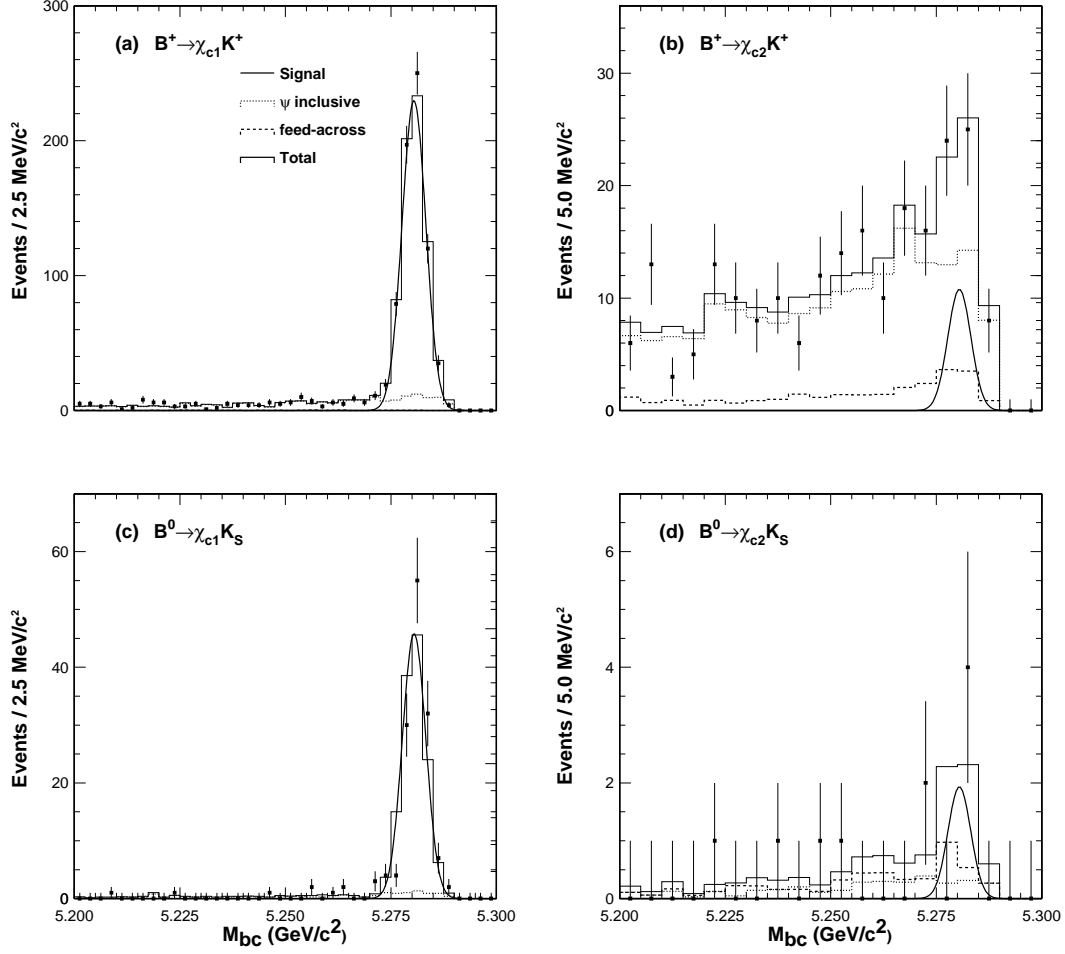 (a) B⁺→χc1K⁺
Signal
ψ inclusive
feed-across
Total
Events / 2.5 MeV/c²
300
200
100
0
(b) B⁺→χc2K⁺
Events / 5.0 MeV/c²
30
20
10
0
(c) B⁰→χc1KS
Events / 2.5 MeV/c²
60
40
20
0
5.200 5.225 5.250 5.275 5.300
Mbc (GeV/c²)
(d) B⁰→χc2KS
Events / 5.0 MeV/c²
6
4
2
0
5.200 5.225 5.250 5.275 5.300
Mbc (GeV/c²)